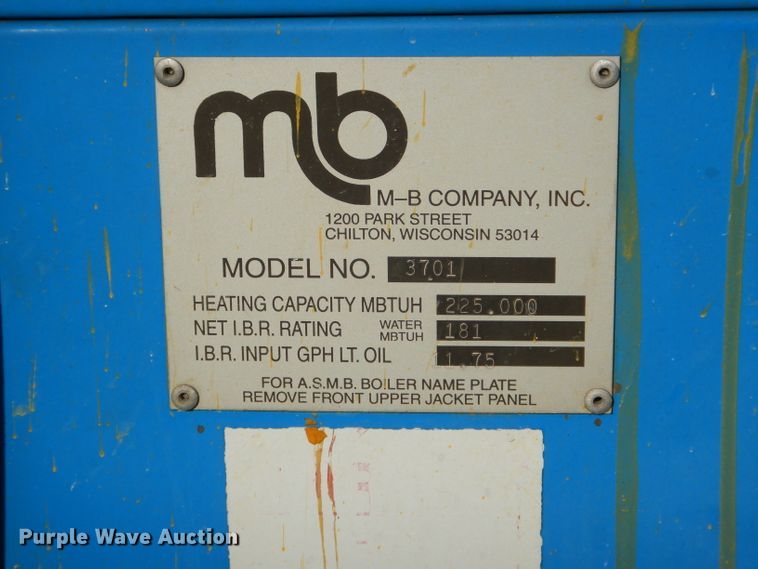 mb
M–B COMPANY, INC.
1200 PARK STREET
CHILTON, WISCONSIN 53014
MODEL NO. 3701
HEATING CAPACITY MBTUH 225.000
NET I.B.R. RATING WATER MBTUH 181
I.B.R. INPUT GPH LT. OIL 1.75
FOR A.S.M.B. BOILER NAME PLATE
REMOVE FRONT UPPER JACKET PANEL
Purple Wave Auction